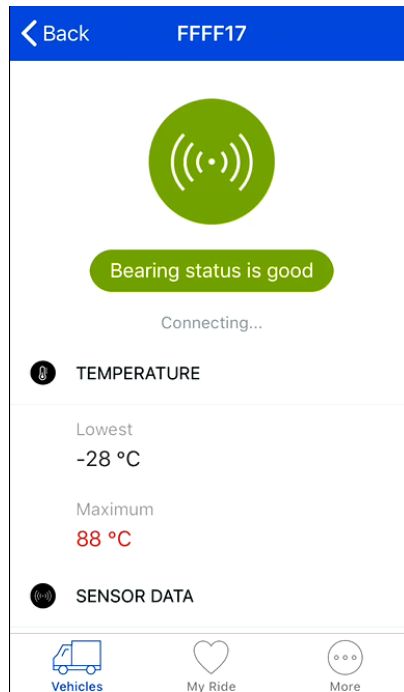 Back
FFFF17
Bearing status is good
Connecting...
TEMPERATURE
Lowest
-28 °C
Maximum
88 °C
SENSOR DATA
Vehicles
My Ride
More